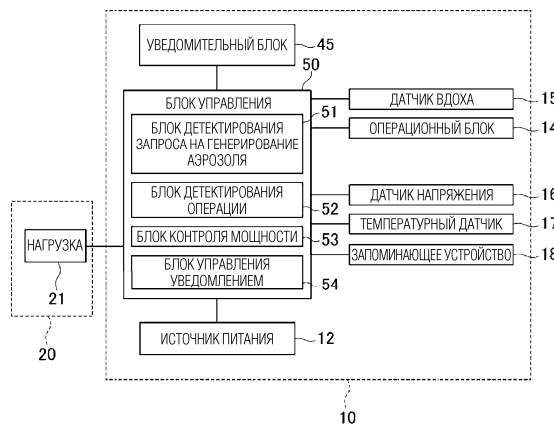 УВЕДОМИТЕЛЬНЫЙ БЛОК
45
50
БЛОК УПРАВЛЕНИЯ
51
БЛОК ДЕТЕКТИРОВАНИЯ
ЗАПРОСА НА ГЕНЕРИРОВАНИЕ
АЭРОЗОЛЯ
БЛОК ДЕТЕКТИРОВАНИЯ
ОПЕРАЦИИ
52
БЛОК КОНТРОЛЯ МОЩНОСТИ
53
БЛОК УПРАВЛЕНИЯ
УВЕДОМЛЕНИЕМ
54
ДАТЧИК ВДОХА
15
ОПЕРАЦИОННЫЙ БЛОК
14
ДАТЧИК НАПРЯЖЕНИЯ
16
ТЕМПЕРАТУРНЫЙ ДАТЧИК
17
ЗАПОМИНАЮЩЕЕ УСТРОЙСТВО
18
НАГРУЗКА
21
20
ИСТОЧНИК ПИТАНИЯ
12
10